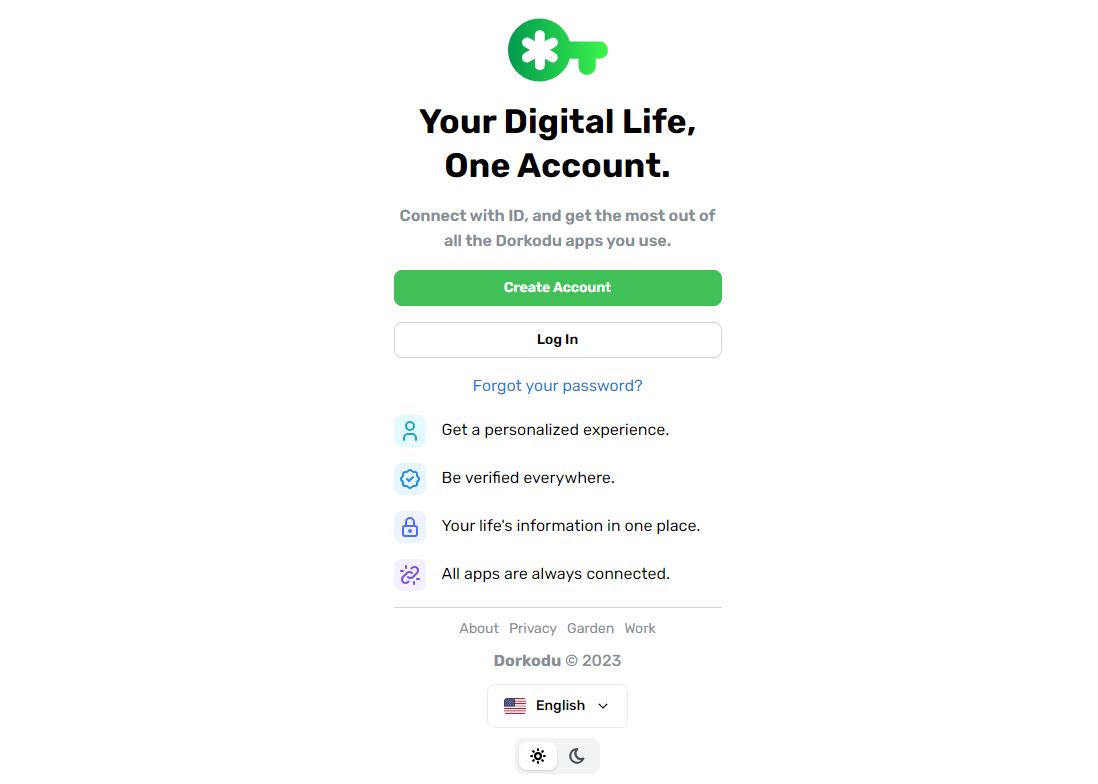 Your Digital Life,
One Account.
Connect with ID, and get the most out of
all the Dorkodu apps you use.
Create Account
Log In
Forgot your password?
Get a personalized experience.
Be verified everywhere.
Your life's information in one place.
All apps are always connected.
About Privacy Garden Work
Dorkodu © 2023
English